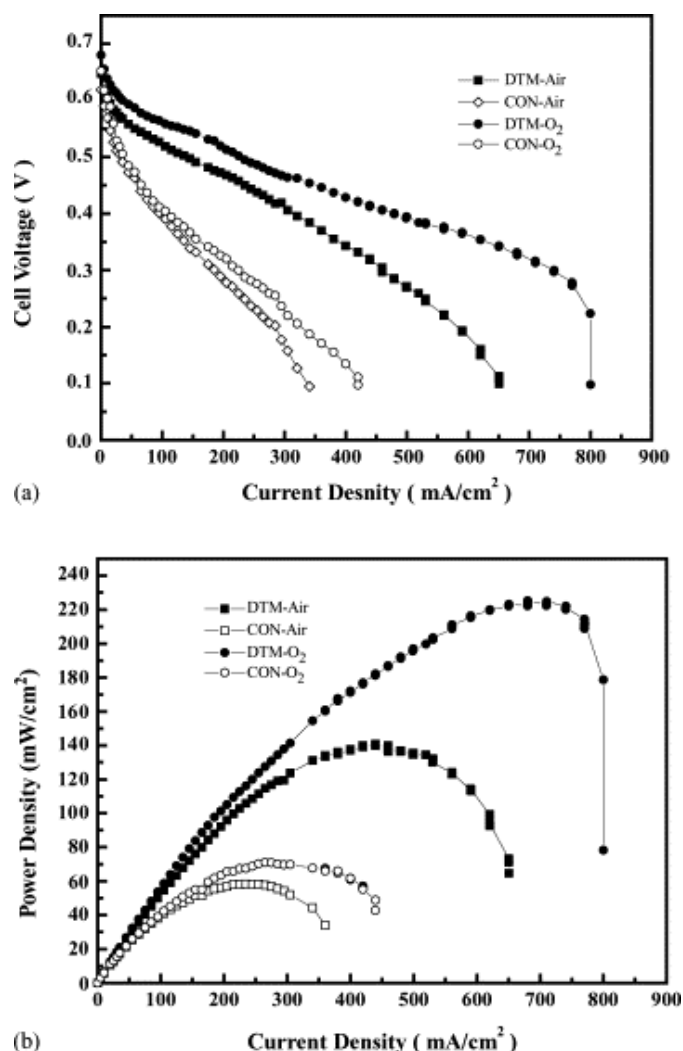 0.7
0.6
0.5
0.4
0.3
0.2
0.1
0.0
Cell Voltage ( V )
DTM-Air
CON-Air
DTM-O2
CON-O2
0 100 200 300 400 500 600 700 800 900
(a)
Current Desnity ( mA/cm2 )
240
220
200
180
160
140
120
100
80
60
40
20
0
Power Density (mW/cm2)
DTM-Air
CON-Air
DTM-O2
CON-O2
0 100 200 300 400 500 600 700 800 900
(b)
Current Density ( mA/cm2 )